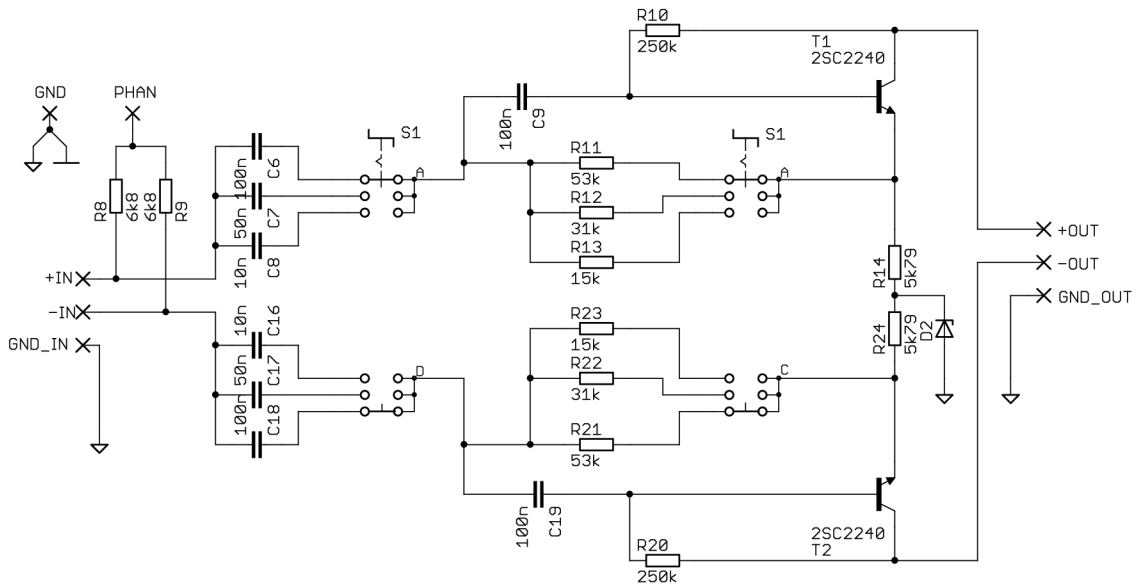 R10
250k
T1
2SC2240
GND
PHAN
100n
C9
S1
S1
R8
6k8
6k8
R9
100n
C6
50n
C7
10n
C8
A
R11
53k
R12
31k
R13
15k
A
+IN
-IN
GND_IN
R14
5k79
D2
R24
5k79
+OUT
-OUT
GND_OUT
10n
C16
50n
C17
100n
C18
D
R23
15k
R22
31k
R21
53k
C
100n
C19
R20
250k
2SC2240
T2